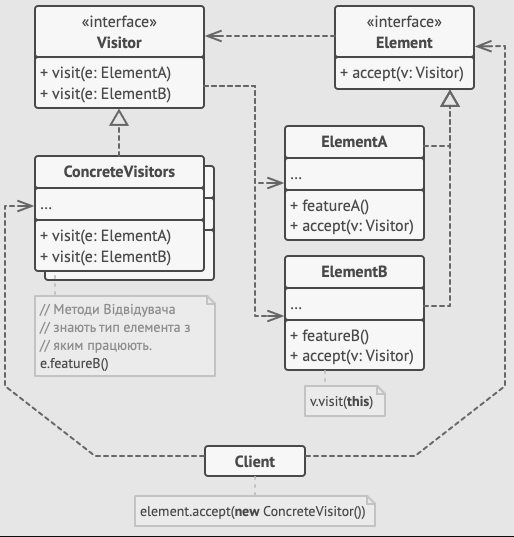 «interface»
Visitor
+ visit(e: ElementA)
+ visit(e: ElementB)
«interface»
Element
+ accept(v: Visitor)
ConcreteVisitors
...
+ visit(e: ElementA)
+ visit(e: ElementB)
// Методи Відвідувача
// знають тип елемента з
// яким працюють.
e.featureB()
ElementA
...
+ featureA()
+ accept(v: Visitor)
ElementB
...
+ featureB()
+ accept(v: Visitor)
v.visit(this)
Client
element.accept(new ConcreteVisitor())